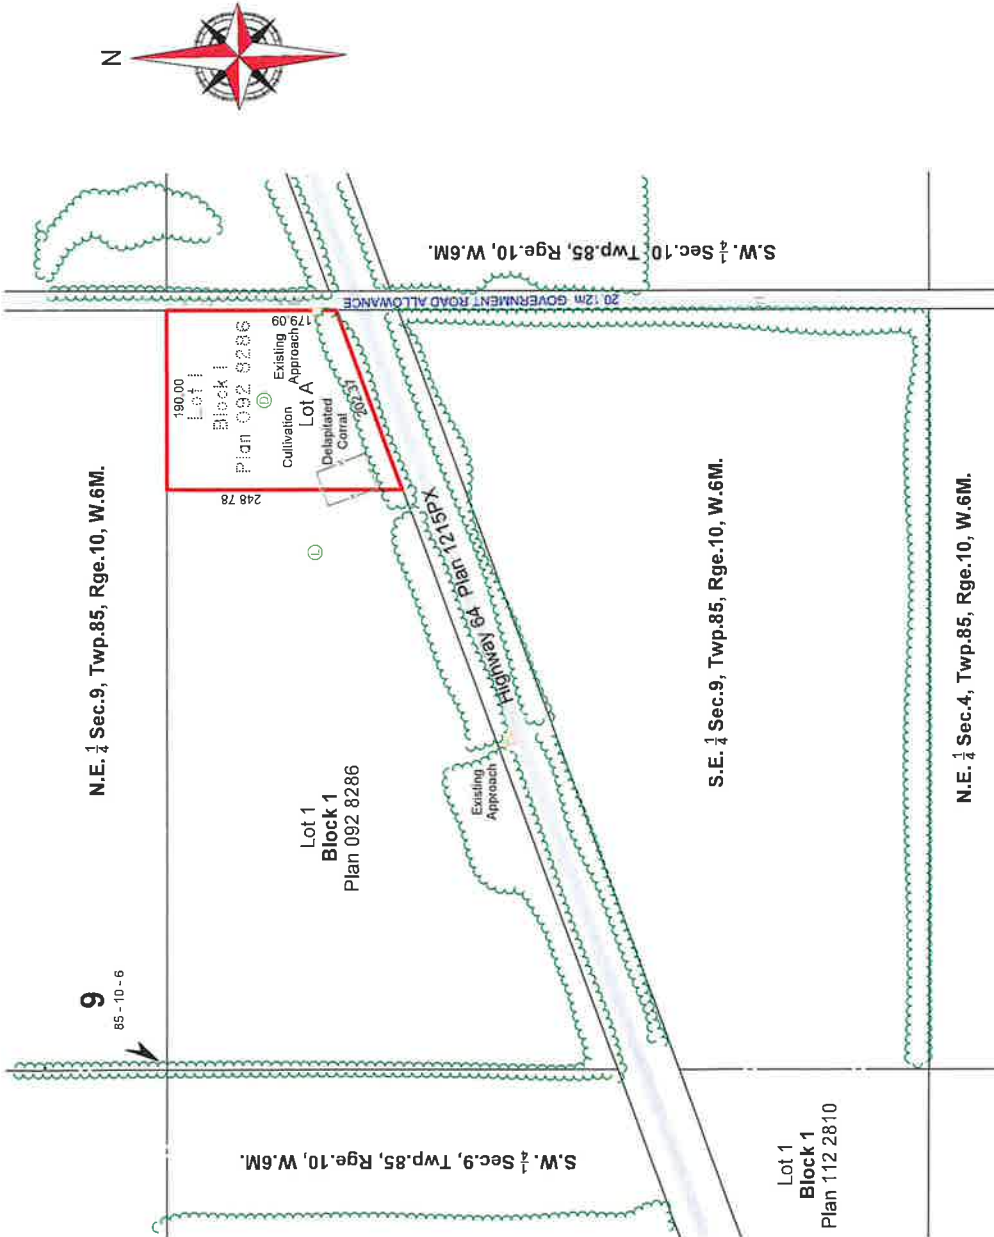 N
S.W. 1/4 Sec.10, Twp.85, Rge.10, W.6M.
20.12m GOVERNMENT ROAD ALLOWANCE
190.00
Lot 1
Block 1
Plan 092 8286
179.09
Existing
Approach
D
Cultivation
Lot A
202.37
Delapitated
Corral
248.78
L
N.E. 1/4 Sec.9, Twp.85, Rge.10, W.6M.
Highway 64 Plan 1215PX
S.E. 1/4 Sec.9, Twp.85, Rge.10, W.6M.
N.E. 1/4 Sec.4, Twp.85, Rge.10, W.6M.
Lot 1
Block 1
Plan 092 8286
Existing
Approach
9
85 - 10 - 6
S.W. 1/4 Sec.9, Twp.85, Rge.10, W.6M.
Lot 1
Block 1
Plan 112 2810